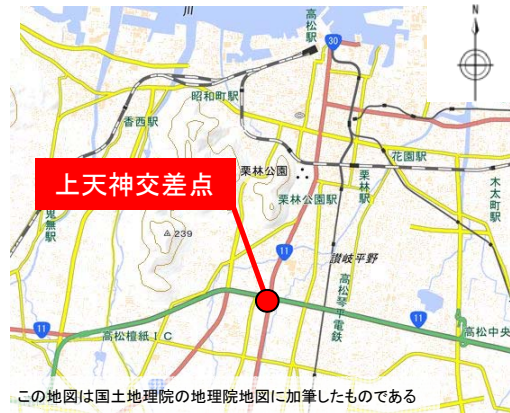 川
高松駅
30
N
昭和町駅
香西駅
花園駅
栗林公園
栗林駅
木太町駅
上天神交差点
栗林公園駅
鬼無駅
239
11
讃岐平野
高松琴平電鉄
11
11
高松檀紙IC
高松中央
この地図は国土地理院の地理院地図に加筆したものである